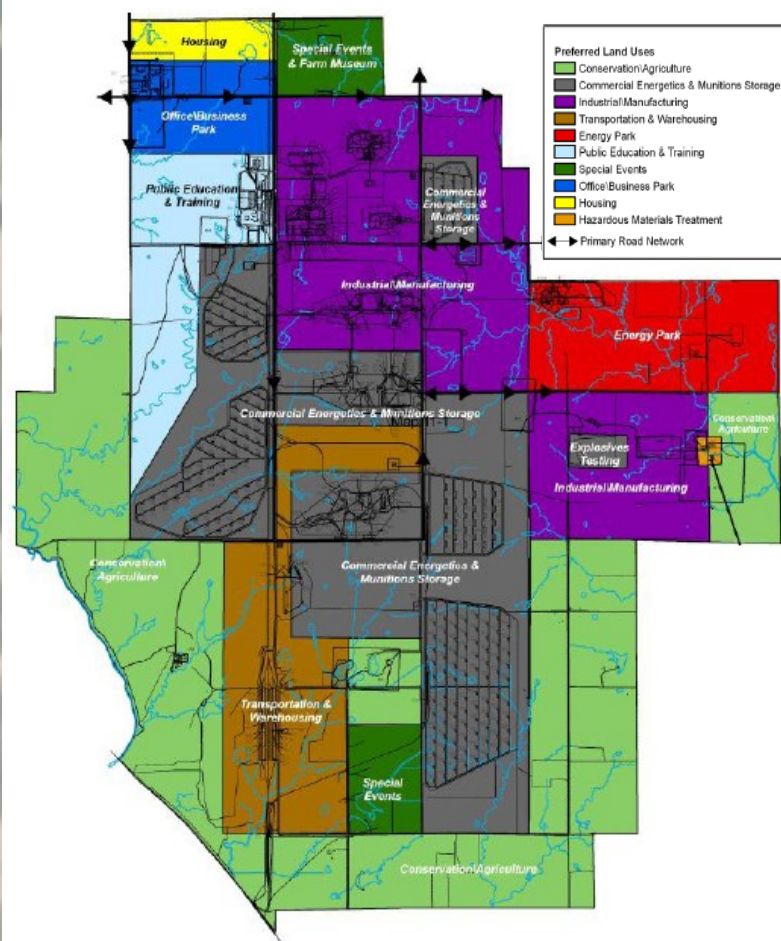 Housing
Special Events
& Farm Museum
Office\Business
Park
Public Education
& Training
Commercial
Energetics &
Munitions
Storage
Industrial\Manufacturing
Energy Park
Commercial Energetics & Munitions Storage
Conservation\
Agriculture
Explosives
Testing
Industrial\Manufacturing
Conservation\
Agriculture
Commercial Energetics &
Munitions Storage
Transportation &
Warehousing
Special
Events
Conservation\Agriculture
Preferred Land Uses
Conservation\Agriculture
Commercial Energetics & Munitions Storage
Industrial\Manufacturing
Transportation & Warehousing
Energy Park
Public Education & Training
Special Events
Office\Business Park
Housing
Hazardous Materials Treatment
Primary Road Network